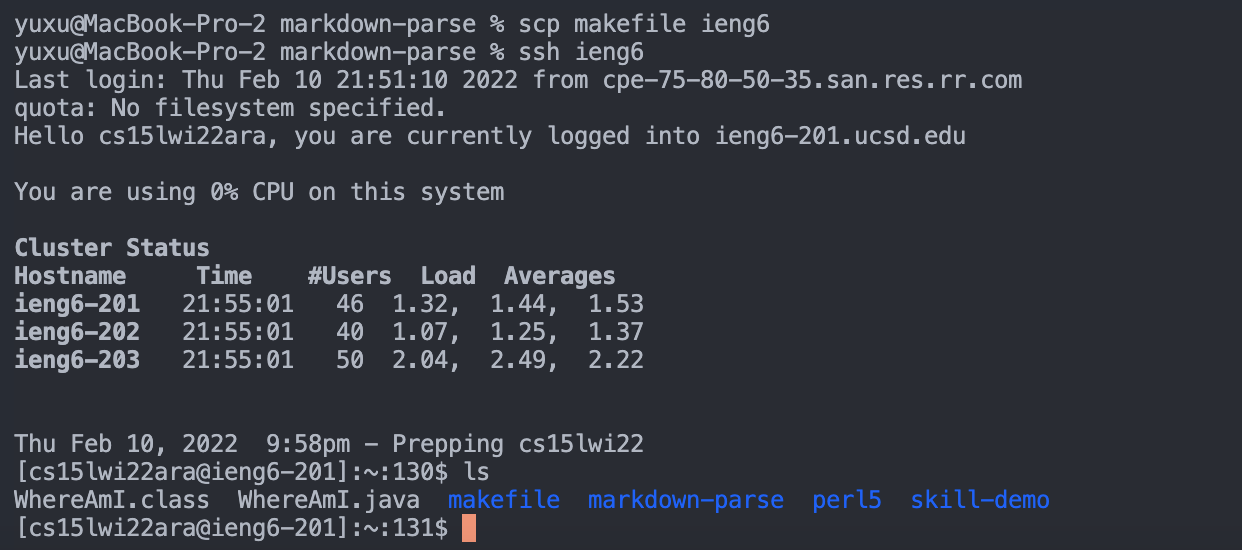 yuxu@MacBook-Pro-2 markdown-parse % scp makefile ieng6
yuxu@MacBook-Pro-2 markdown-parse % ssh ieng6
Last login: Thu Feb 10 21:51:10 2022 from cpe-75-80-50-35.san.res.rr.com
quota: No filesystem specified.
Hello cs15lwi22ara, you are currently logged into ieng6-201.ucsd.edu
You are using 0% CPU on this system
Cluster Status
Hostname     Time    #Users  Load  Averages
ieng6-201   21:55:01   46  1.32,  1.44,  1.53
ieng6-202   21:55:01   40  1.07,  1.25,  1.37
ieng6-203   21:55:01   50  2.04,  2.49,  2.22
Thu Feb 10, 2022  9:58pm - Prepping cs15lwi22
[cs15lwi22ara@ieng6-201]:~:130$ ls
WhereAmI.class  WhereAmI.java  makefile  markdown-parse  perl5  skill-demo
[cs15lwi22ara@ieng6-201]:~:131$